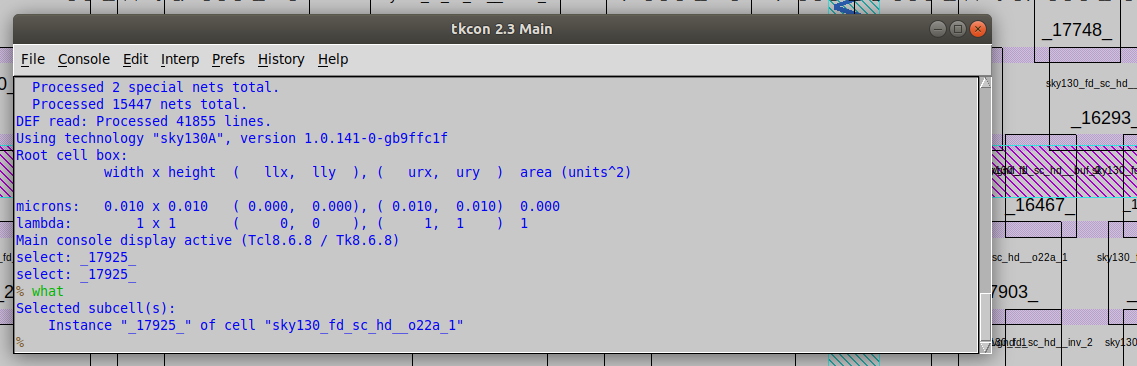 tkcon 2.3 Main
File Console Edit Interp Prefs History Help
Processed 2 special nets total.
Processed 15447 nets total.
DEF read: Processed 41855 lines.
Using technology "sky130A", version 1.0.141-0-gb9ffc1f
Root cell box:
width x height ( llx, lly ), ( urx, ury ) area (units^2)
microns: 0.010 x 0.010 ( 0.000, 0.000), ( 0.010, 0.010) 0.000
lambda: 1 x 1 ( 0, 0 ), ( 1, 1 ) 1
Main console display active (Tcl8.6.8 / Tk8.6.8)
select: _17925_
select: _17925_
% what
Selected subcell(s):
Instance "_17925_" of cell "sky130_fd_sc_hd__o22a_1"
%
_17748_
sky130_fd_sc_hd__
_16293_
_16467_
sc_hd__o22a_1
7903_
sc_hd__inv_2
sky130